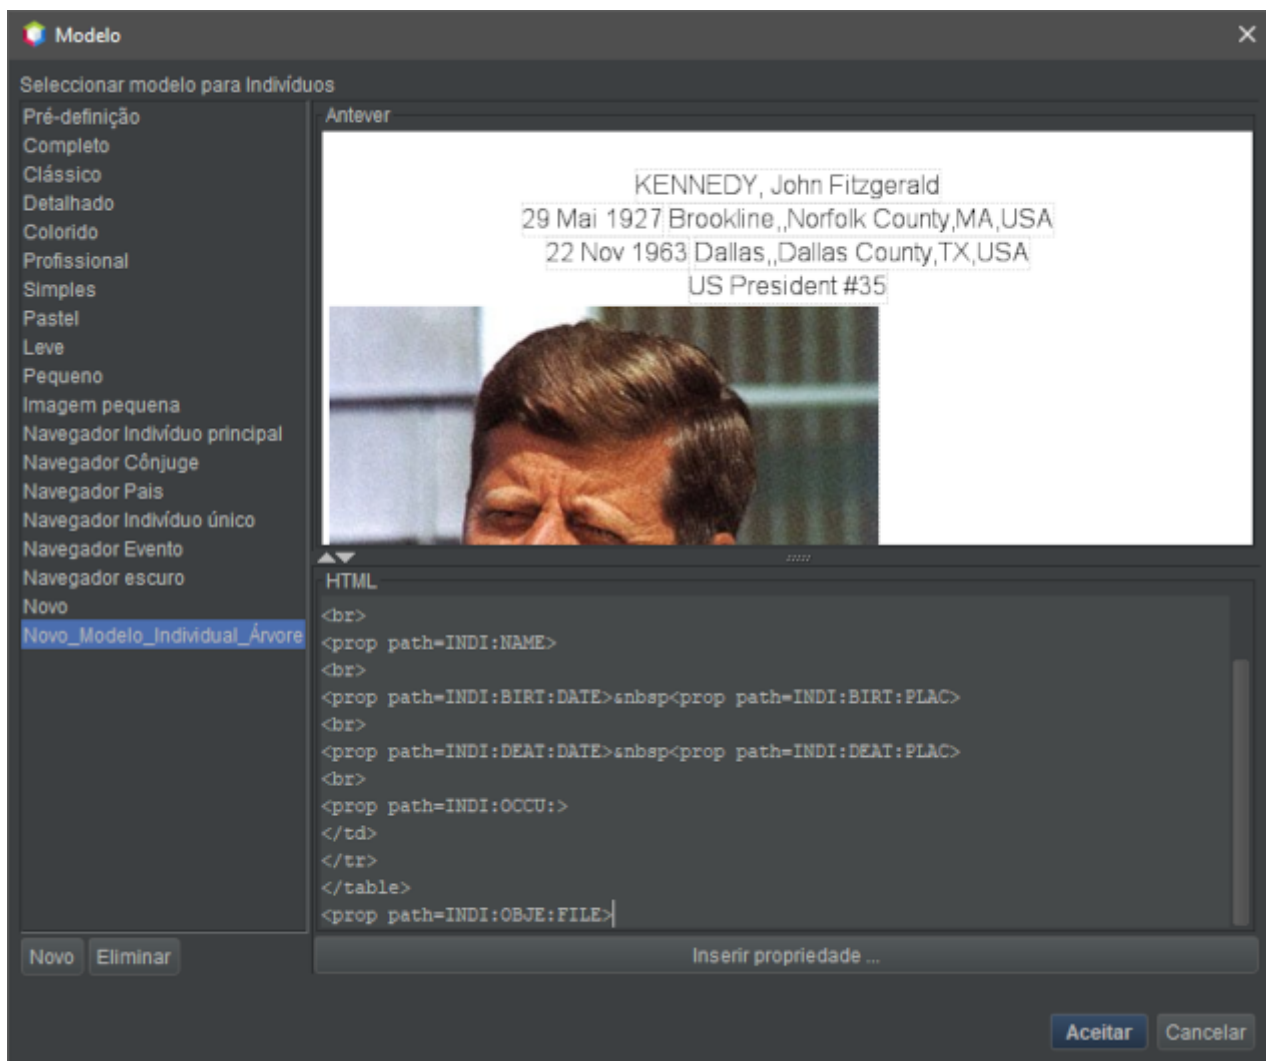 Modelo
Seleccionar modelo para Indivíduos
Pré-definição
Completo
Clássico
Detalhado
Colorido
Profissional
Simples
Pastel
Leve
Pequeno
Imagem pequena
Navegador Indivíduo principal
Navegador Cônjuge
Navegador Pais
Navegador Indivíduo único
Navegador Evento
Navegador escuro
Novo
Novo_Modelo_Individual_Árvore
Novo Eliminar
Antever
KENNEDY, John Fitzgerald
29 Mai 1927 Brookline,,Norfolk County,MA,USA
22 Nov 1963 Dallas,,Dallas County,TX,USA
US President #35
HTML
<br>
<prop path=INDI:NAME>
<br>
<prop path=INDI:BIRT:DATE>&nbsp<prop path=INDI:BIRT:PLAC>
<br>
<prop path=INDI:DEAT:DATE>&nbsp<prop path=INDI:DEAT:PLAC>
<br>
<prop path=INDI:OCCU:>
</td>
</tr>
</table>
<prop path=INDI:OBJE:FILE>
Inserir propriedade ...
Aceitar Cancelar